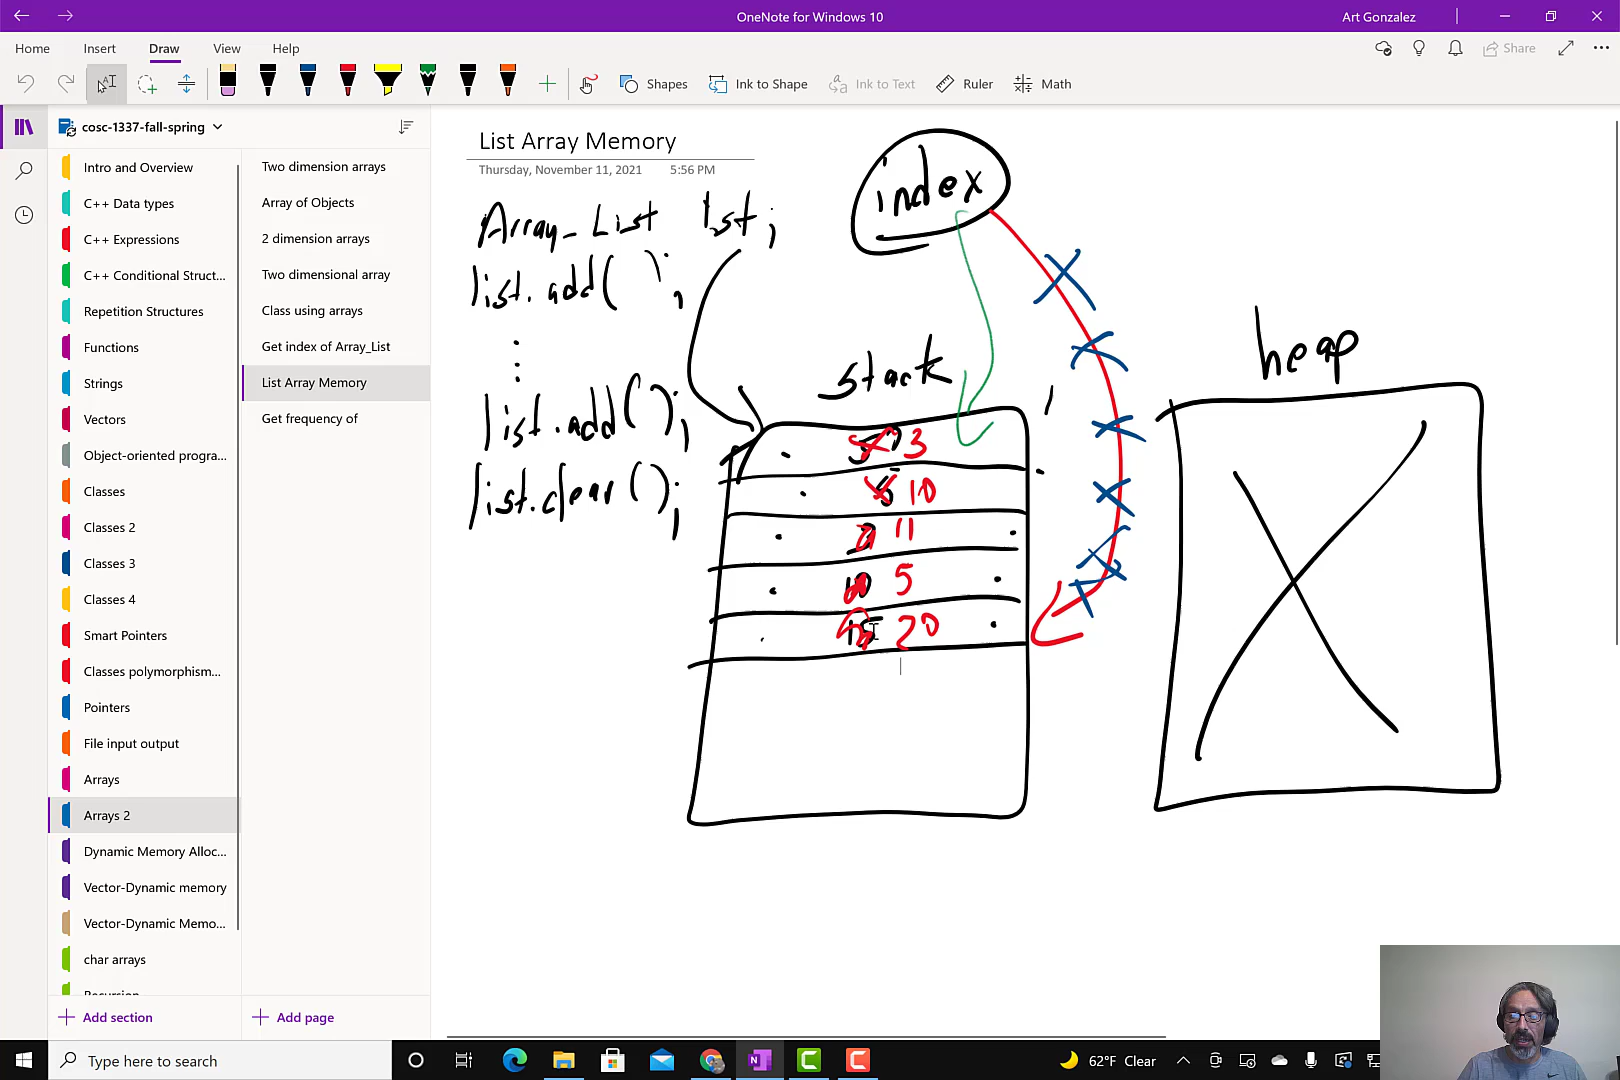 OneNote for Windows 10
Art Gonzalez
Home Insert Draw View Help
Share
Shapes Ink to Shape Ink to Text Ruler Math
cosc-1337-fall-spring
Intro and Overview
C++ Data types
C++ Expressions
C++ Conditional Struct...
Repetition Structures
Functions
Strings
Vectors
Object-oriented progra...
Classes
Classes 2
Classes 3
Classes 4
Smart Pointers
Classes polymorphism...
Pointers
File input output
Arrays
Arrays 2
Dynamic Memory Alloc...
Vector-Dynamic memory
Vector-Dynamic Memo...
char arrays
Recursion
Add section
Two dimension arrays
Array of Objects
2 dimension arrays
Two dimensional array
Class using arrays
Get index of Array_List
List Array Memory
Get frequency of
Add page
List Array Memory
Thursday, November 11, 2021 5:56 PM
index
Array_List list;
list.add( );
list.add();
list.clear();
stack
3
10
11
5
15 20
heap
Type here to search
62°F Clear